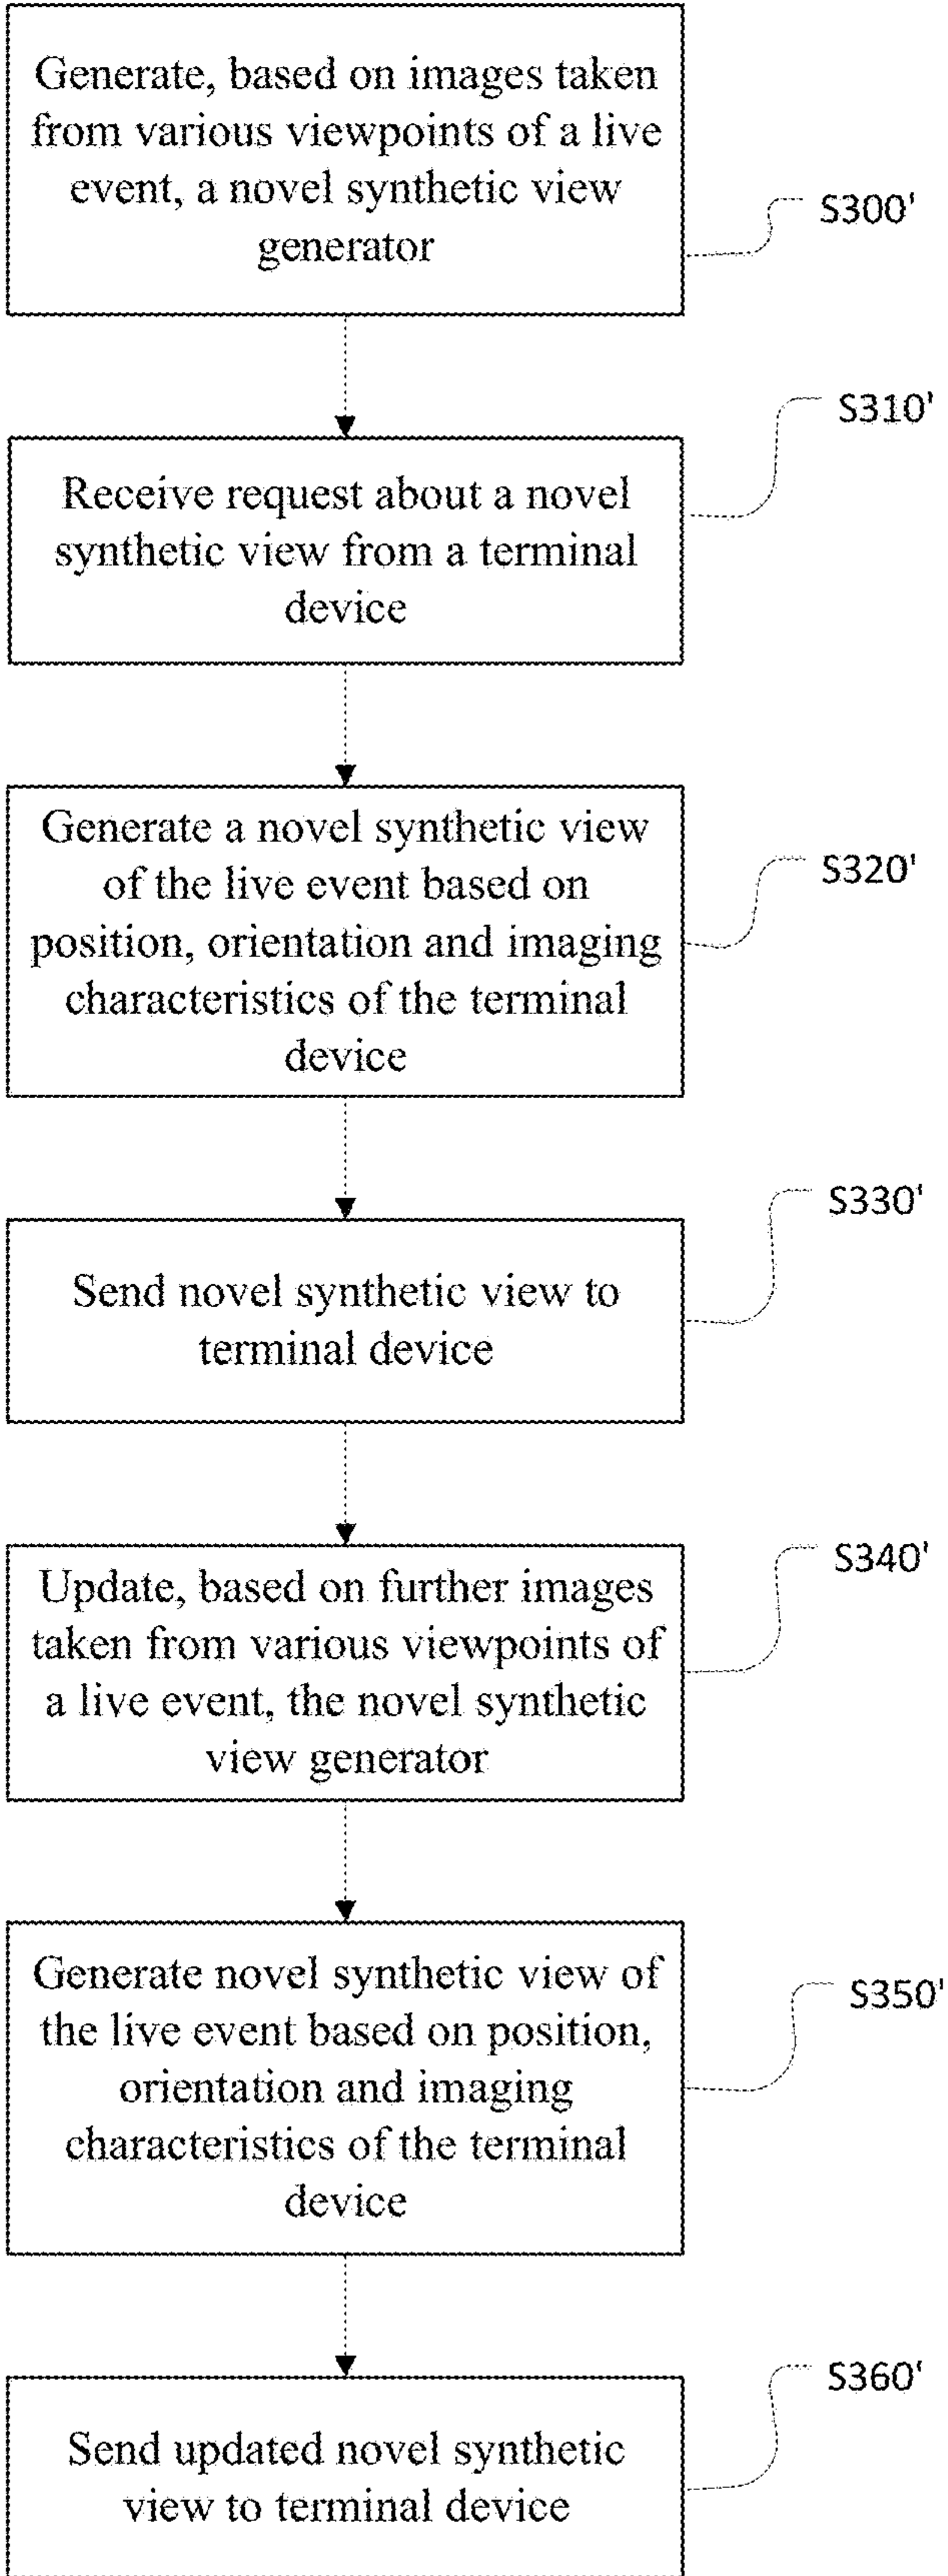 Generate, based on images taken
from various viewpoints of a live
event, a novel synthetic view
generator
S300'
S310'
Receive request about a novel
synthetic view from a terminal
device
Generate a novel synthetic view
of the live event based on
position, orientation and imaging
characteristics of the terminal
device
S320'
S330'
Send novel synthetic view to
terminal device
S340'
Update, based on further images
taken from various viewpoints of
a live event, the novel synthetic
view generator
Generate novel synthetic view of
the live event based on position,
orientation and imaging
characteristics of the terminal
device
S350'
S360'
Send updated novel synthetic
view to terminal device